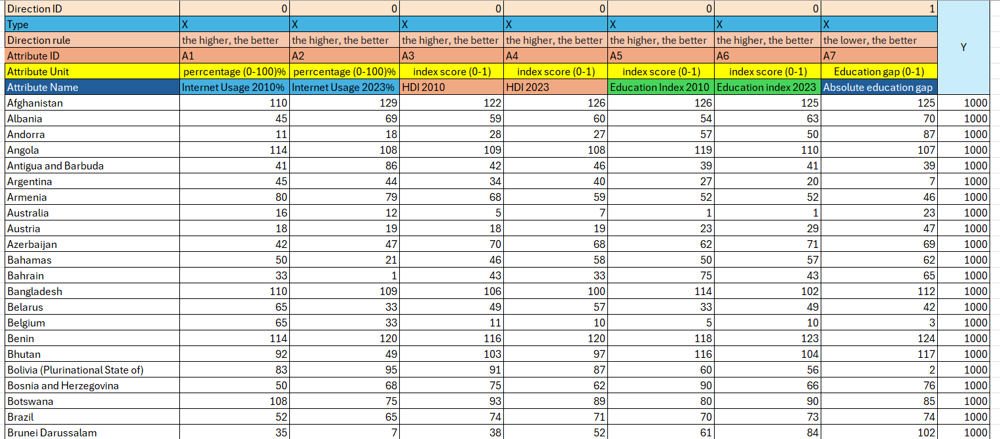 Direction ID 0 0 0 0 0 0 1
Type X X X X X X X
Direction rule the higher, the better the higher, the better the higher, the better the higher, the better the higher, the better the higher, the better the lower, the better
Y
Attribute ID A1 A2 A3 A4 A5 A6 A7
Attribute Unit perrcentage (0-100)% perrcentage (0-100)% index score (0-1) index score (0-1) index score (0-1) index score (0-1) Education gap (0-1)
Attribute Name Internet Usage 2010% Internet Usage 2023% HDI 2010 HDI 2023 Education Index 2010 Education index 2023 Absolute education gap
Afghanistan 110 129 122 126 126 125 125 1000
Albania 45 69 59 60 54 63 70 1000
Andorra 11 18 28 27 57 50 87 1000
Angola 114 108 109 108 119 110 107 1000
Antigua and Barbuda 41 86 42 46 39 41 39 1000
Argentina 45 44 34 40 27 20 7 1000
Armenia 80 79 68 59 52 52 46 1000
Australia 16 12 5 7 1 1 23 1000
Austria 18 19 18 19 23 29 47 1000
Azerbaijan 42 47 70 68 62 71 69 1000
Bahamas 50 21 46 58 50 57 62 1000
Bahrain 33 1 43 33 75 43 65 1000
Bangladesh 110 109 106 100 114 102 112 1000
Belarus 65 33 49 57 33 49 42 1000
Belgium 65 33 11 10 5 10 3 1000
Benin 114 120 116 120 118 123 124 1000
Bhutan 92 49 103 97 116 104 117 1000
Bolivia (Plurinational State of) 83 95 91 87 60 56 2 1000
Bosnia and Herzegovina 50 68 75 62 90 66 76 1000
Botswana 108 75 93 89 80 90 85 1000
Brazil 52 65 74 71 70 73 74 1000
Brunei Darussalam 35 7 38 52 61 84 102 1000